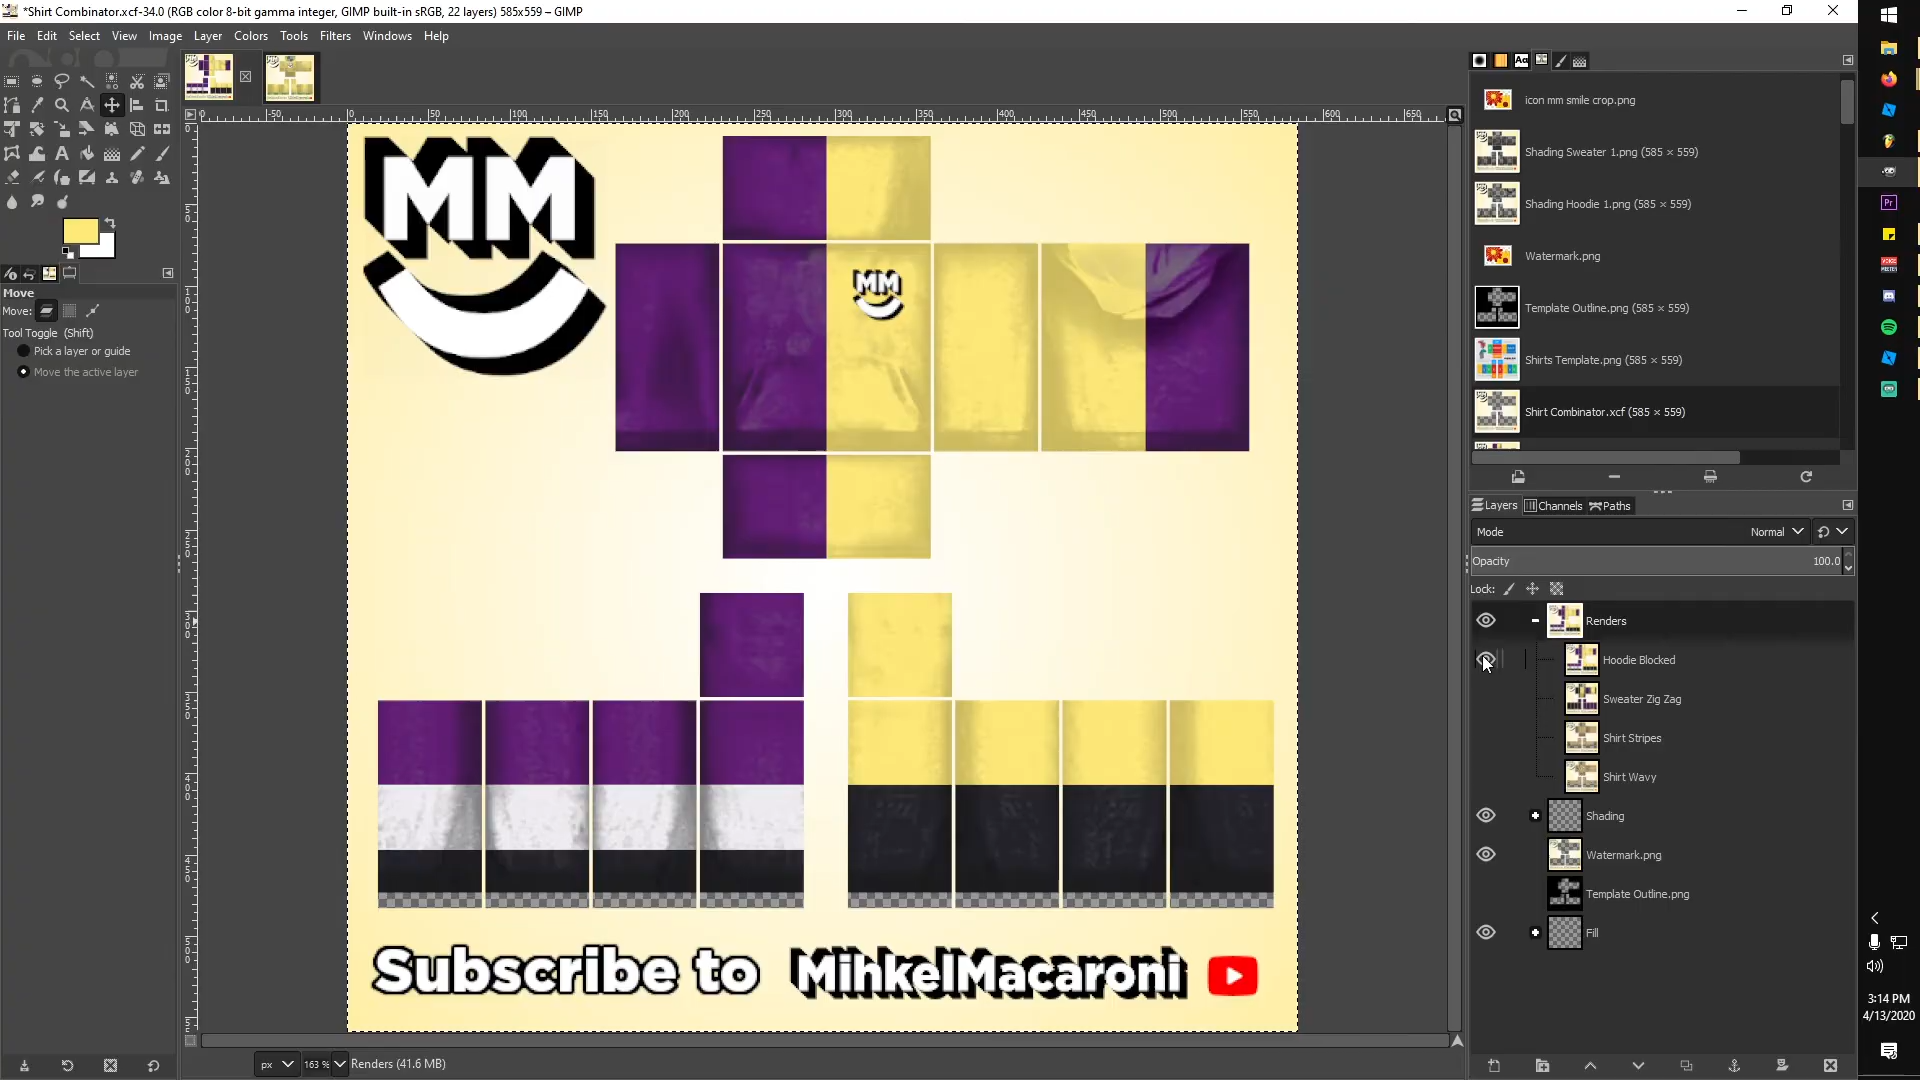 *Shirt Combinator.xcf-34.0 (RGB color 8-bit gamma integer, GIMP built-in sRGB, 22 layers) 585x559 – GIMP
File Edit Select View Image Layer Colors Tools Filters Windows Help
Move
Move:
Tool Toggle (Shift)
Pick a layer or guide
Move the active layer
MM
MM
Subscribe to MihkelMacaroni
px 163 % Renders (41.6 MB)
icon mm smile crop.png
Shading Sweater 1.png (585 × 559)
Shading Hoodie 1.png (585 × 559)
Watermark.png
Template Outline.png (585 × 559)
Shirts Template.png (585 × 559)
Shirt Combinator.xcf (585 × 559)
Layers Channels Paths
Mode Normal
Opacity 100.0
Lock:
Renders
Hoodie Blocked
Sweater Zig Zag
Shirt Stripes
Shirt Wavy
Shading
Watermark.png
Template Outline.png
Fill
Pr
3:14 PM
4/13/2020